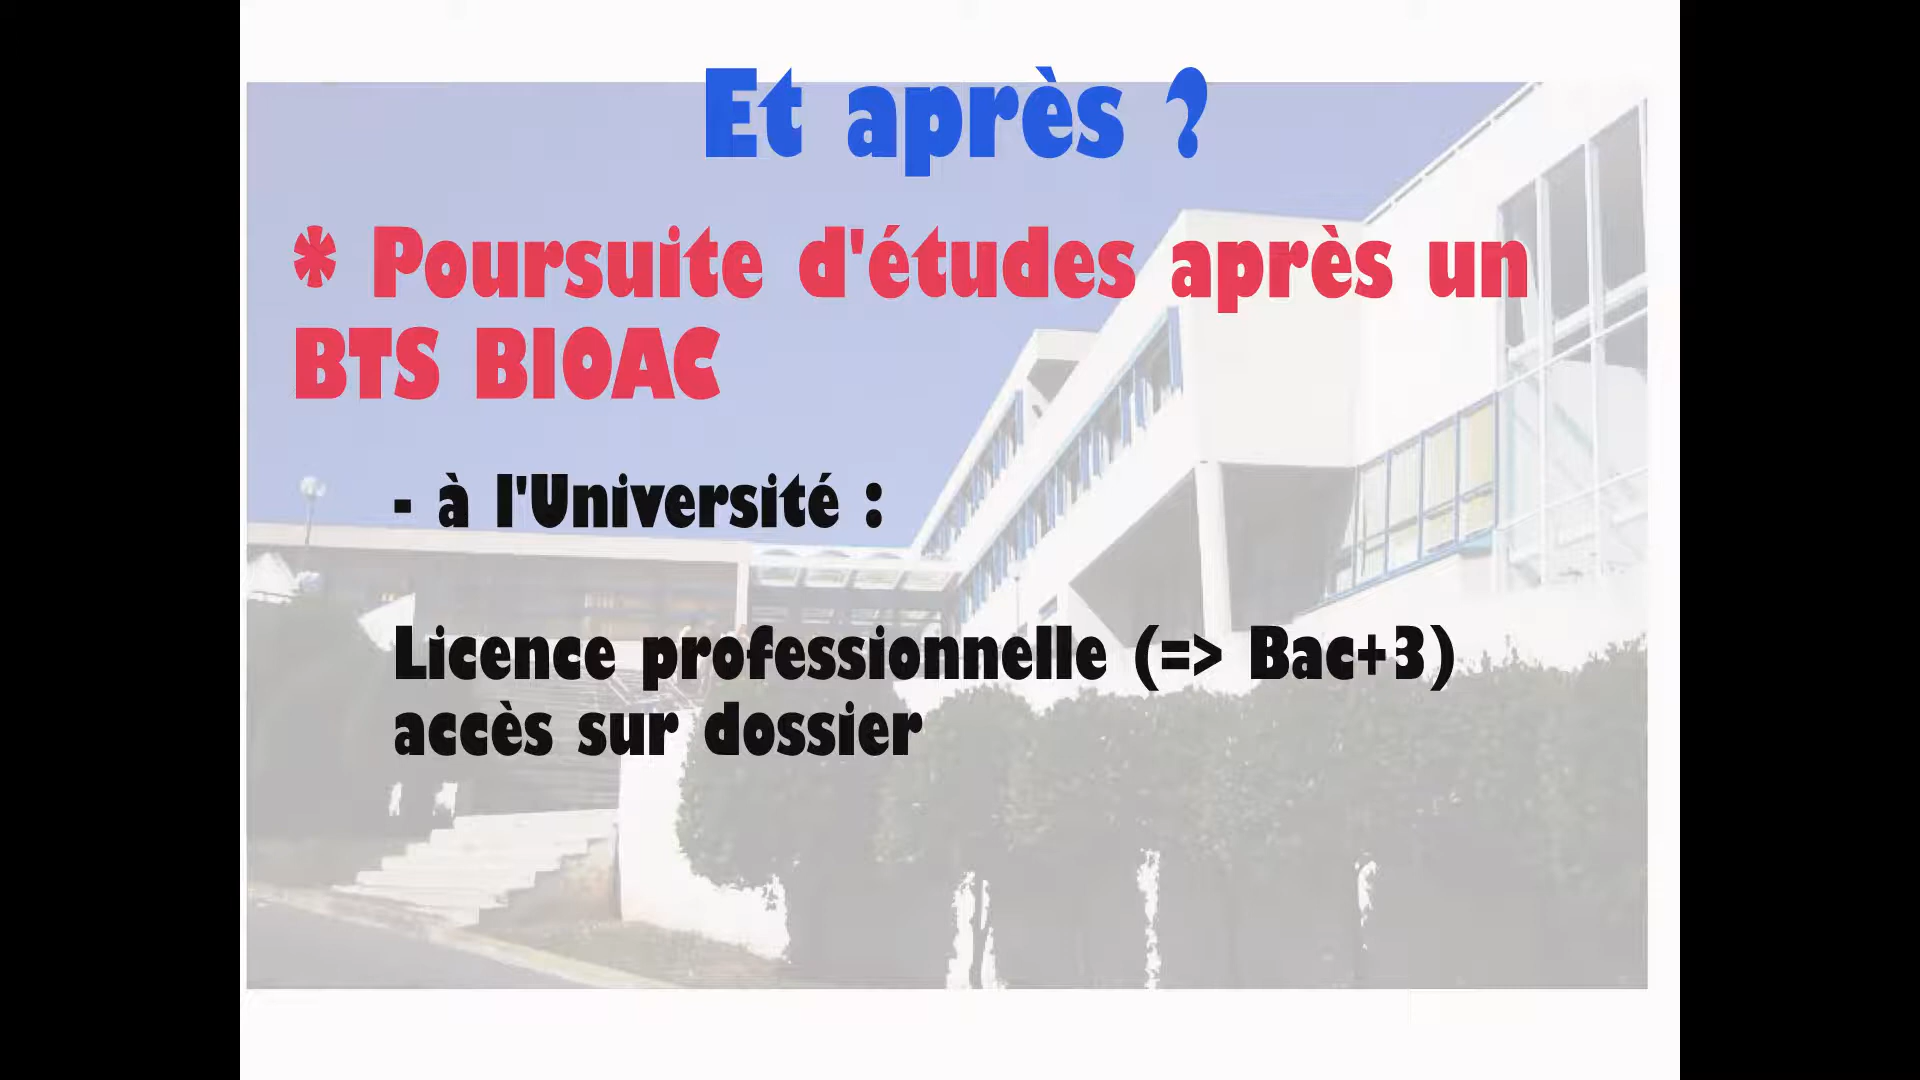 Et après ?
* Poursuite d'études après un
BTS BIOAC
- à l'Université :
Licence professionnelle (=> Bac+3)
accès sur dossier